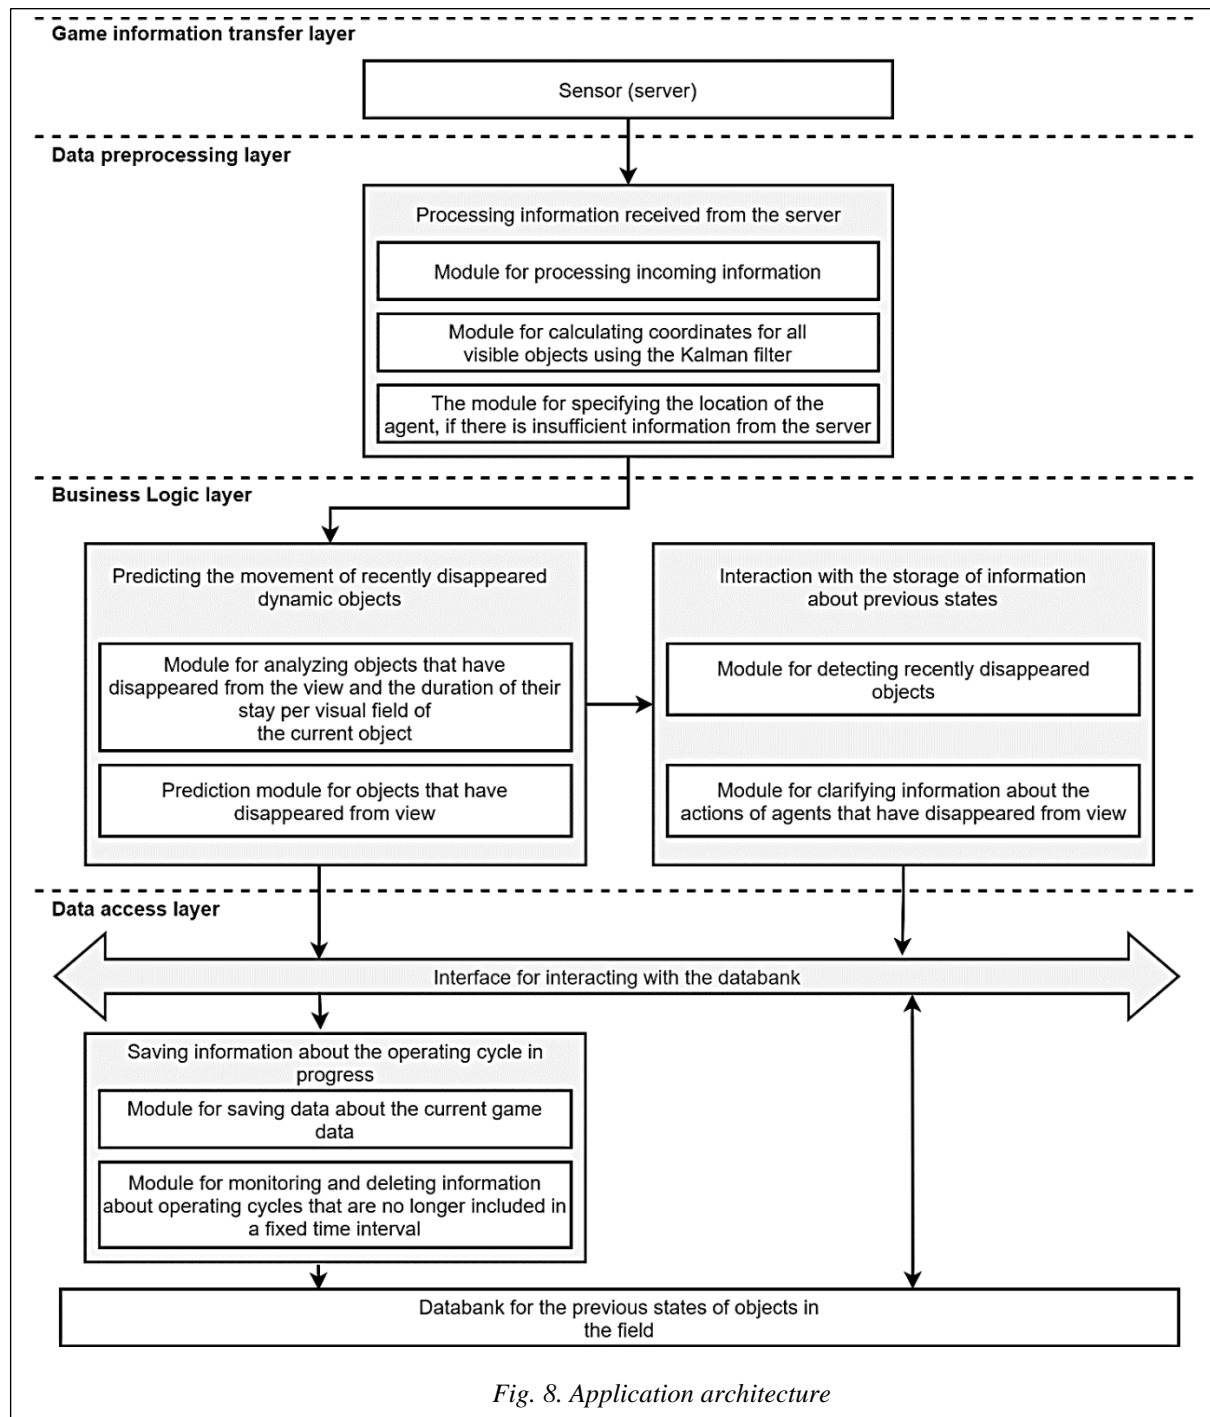 Game information transfer layer
Sensor (server)
Data preprocessing layer
Processing information received from the server
Module for processing incoming information
Module for calculating coordinates for all
visible objects using the Kalman filter
The module for specifying the location of the
agent, if there is insufficient information from the server
Business Logic layer
Predicting the movement of recently disappeared
dynamic objects
Module for analyzing objects that have
disappeared from the view and the duration of their
stay per visual field of
the current object
Prediction module for objects that have
disappeared from view
Interaction with the storage of information
about previous states
Module for detecting recently disappeared
objects
Module for clarifying information about the
actions of agents that have disappeared from view
Data access layer
Interface for interacting with the databank
Saving information about the operating cycle in
progress
Module for saving data about the current game
data
Module for monitoring and deleting information
about operating cycles that are no longer included in
a fixed time interval
Databank for the previous states of objects in
the field
Fig. 8. Application architecture